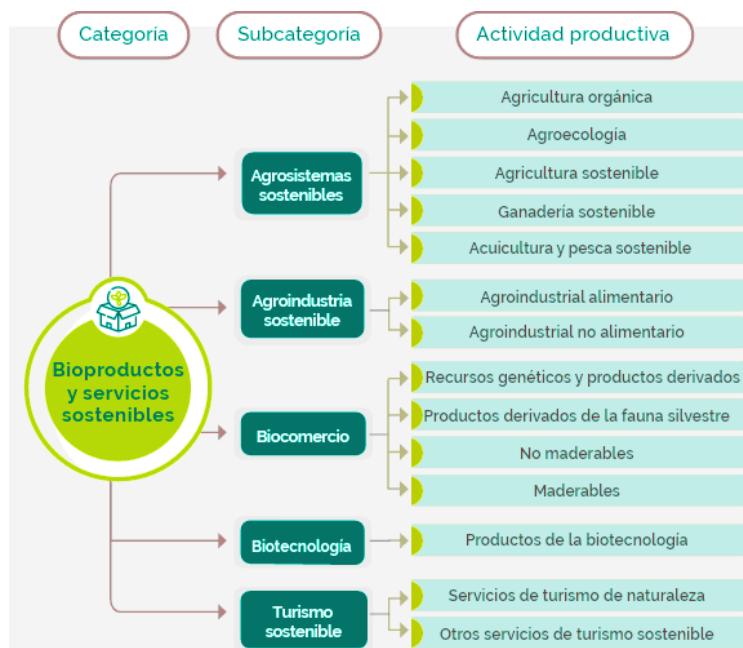 Categoría
Subcategoría
Actividad productiva
Bioproductos
y servicios
sostenibles
Agrosistemas
sostenibles
Agricultura orgánica
Agroecología
Agricultura sostenible
Ganadería sostenible
Acuicultura y pesca sostenible
Agroindustria
sostenible
Agroindustrial alimentario
Agroindustrial no alimentario
Biocomercio
Recursos genéticos y productos derivados
Productos derivados de la fauna silvestre
No maderables
Maderables
Biotecnología
Productos de la biotecnología
Turismo
sostenible
Servicios de turismo de naturaleza
Otros servicios de turismo sostenible